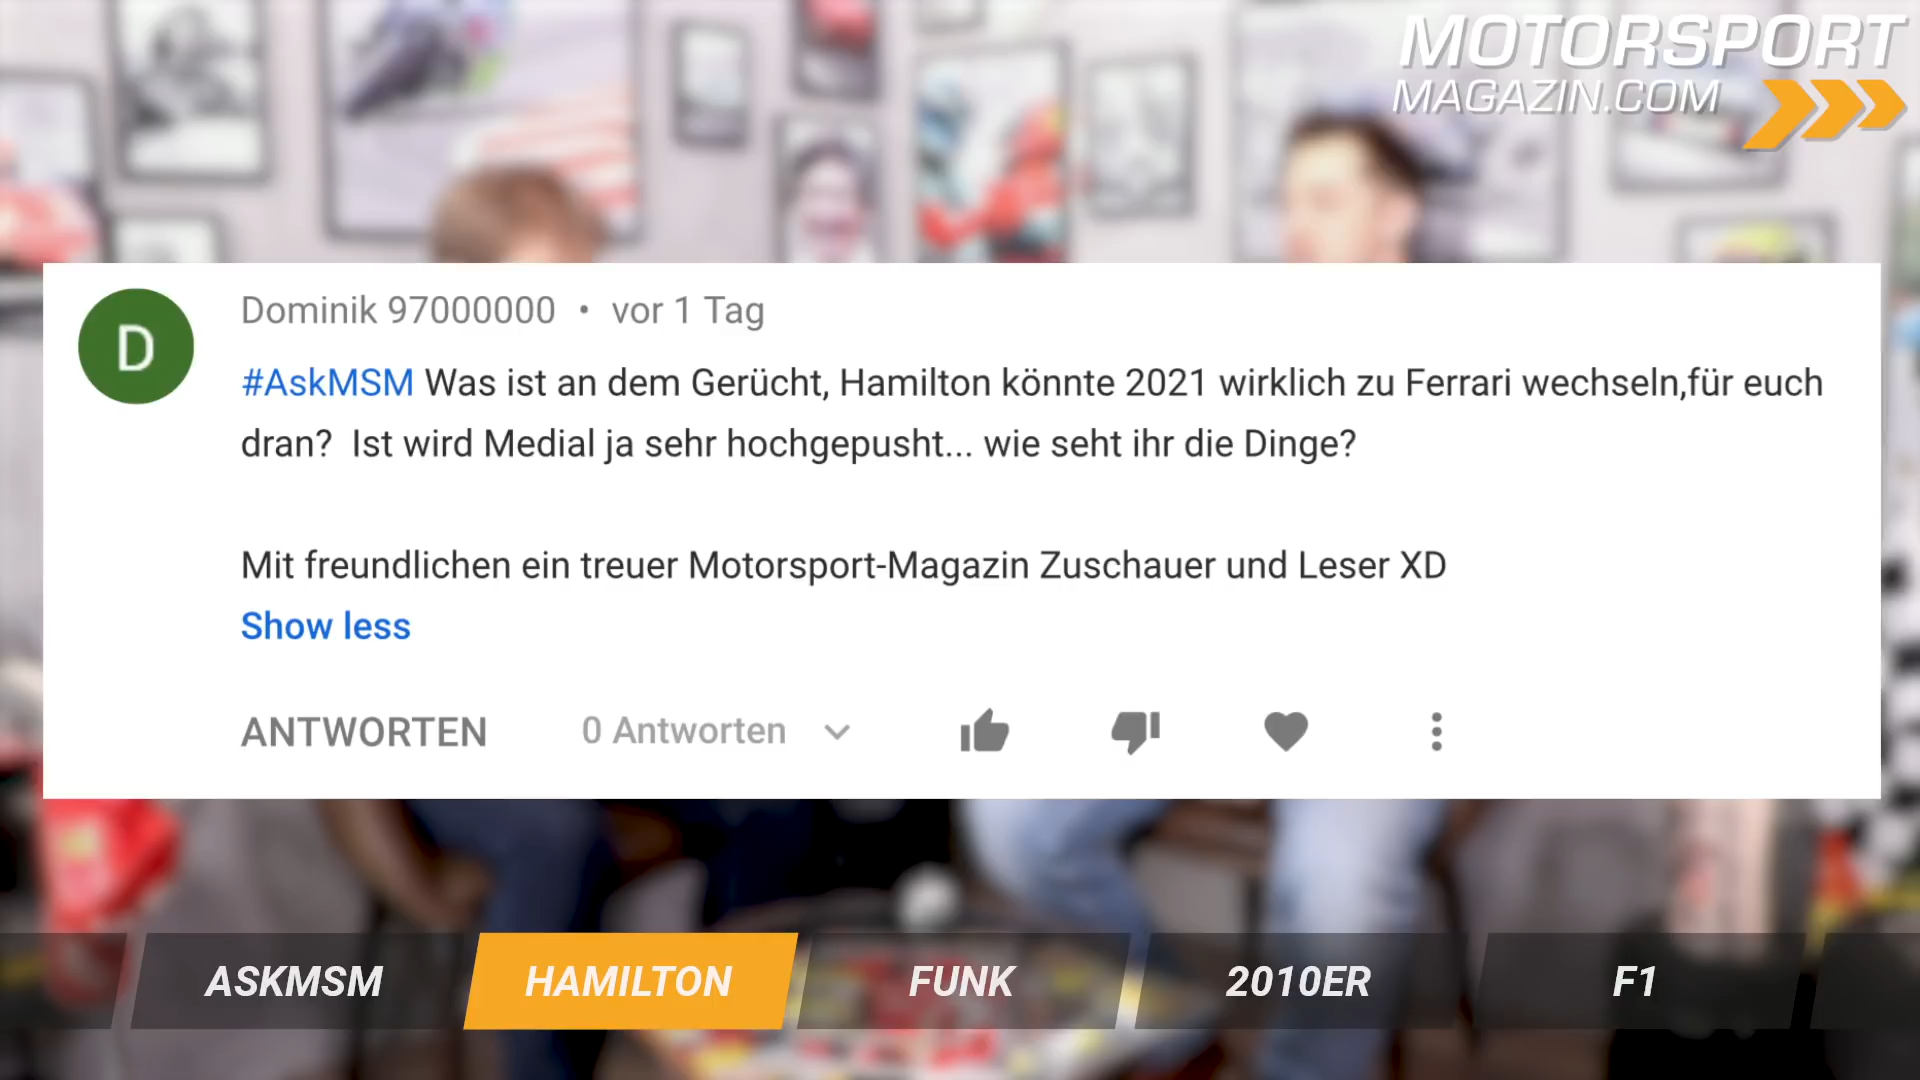 MOTORSPORT
MAGAZIN.COM
D
Dominik 97000000 • vor 1 Tag
#AskMSM Was ist an dem Gerücht, Hamilton könnte 2021 wirklich zu Ferrari wechseln,für euch
dran?  Ist wird Medial ja sehr hochgepusht... wie seht ihr die Dinge?
Mit freundlichen ein treuer Motorsport-Magazin Zuschauer und Leser XD
Show less
ANTWORTEN 0 Antworten
ASKMSM HAMILTON FUNK 2010ER F1